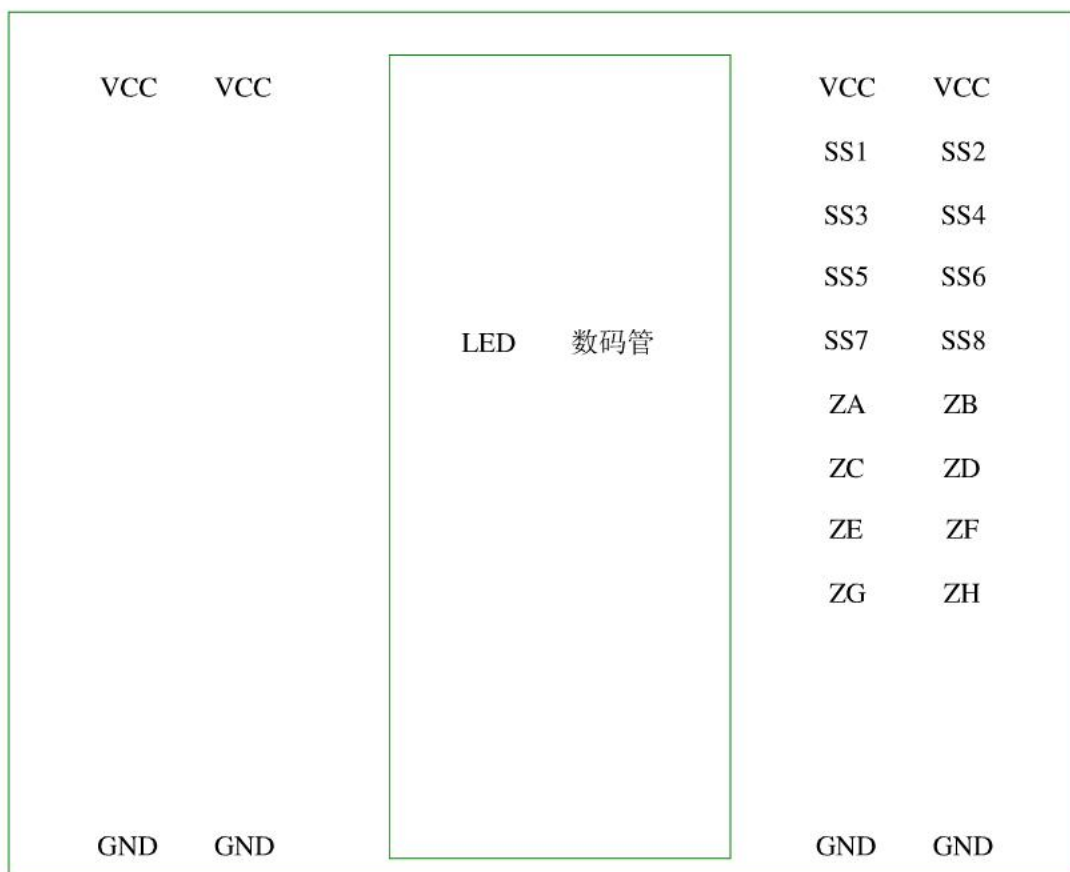 VCC VCC VCC VCC
SS1 SS2
SS3 SS4
SS5 SS6
LED 数码管 SS7 SS8
ZA ZB
ZC ZD
ZE ZF
ZG ZH
GND GND GND GND